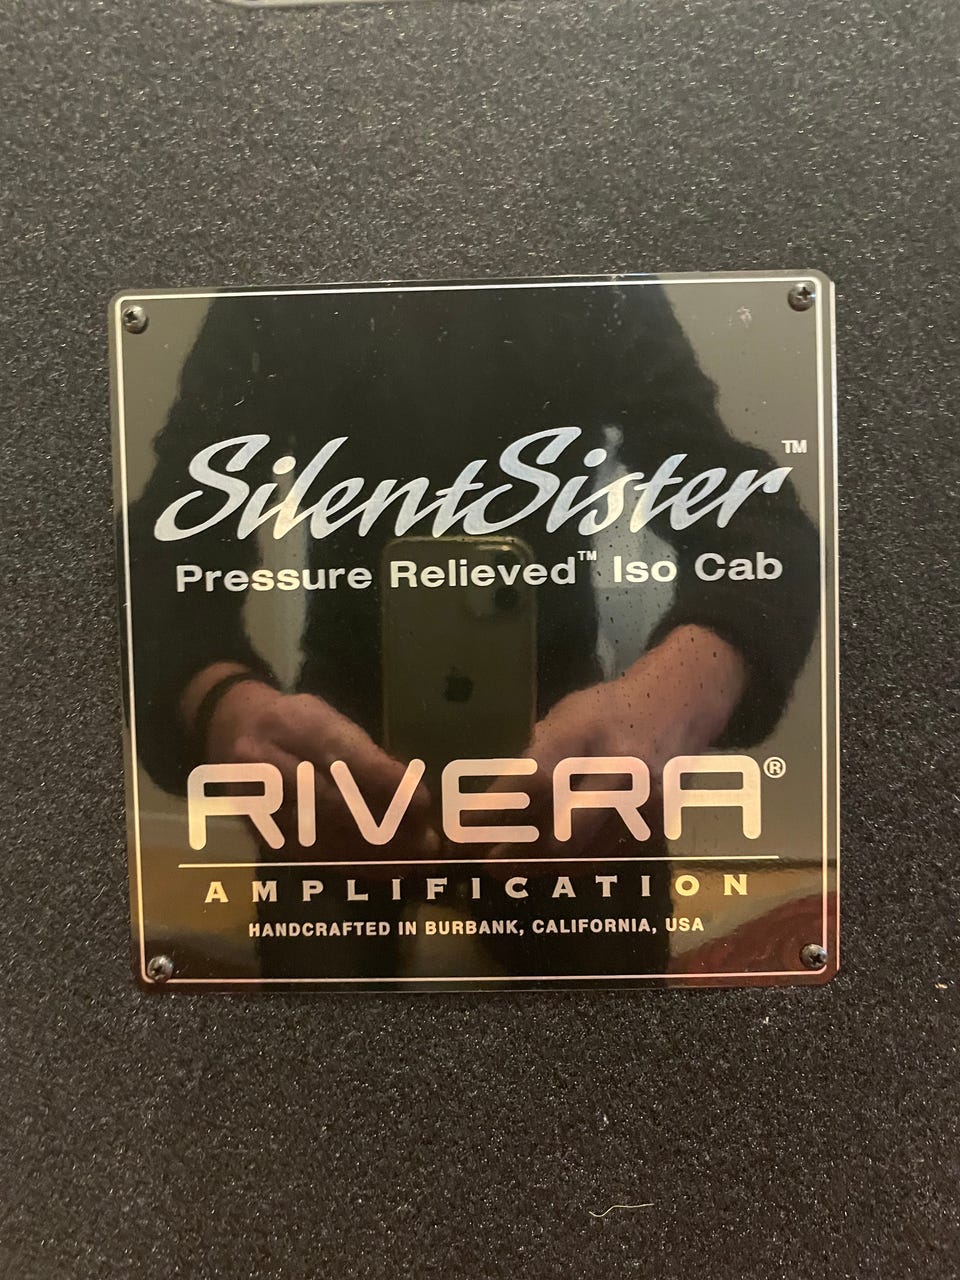 SilentSister™
Pressure Relieved™ Iso Cab
RIVERA®
AMPLIFICATION
HANDCRAFTED IN BURBANK, CALIFORNIA, USA